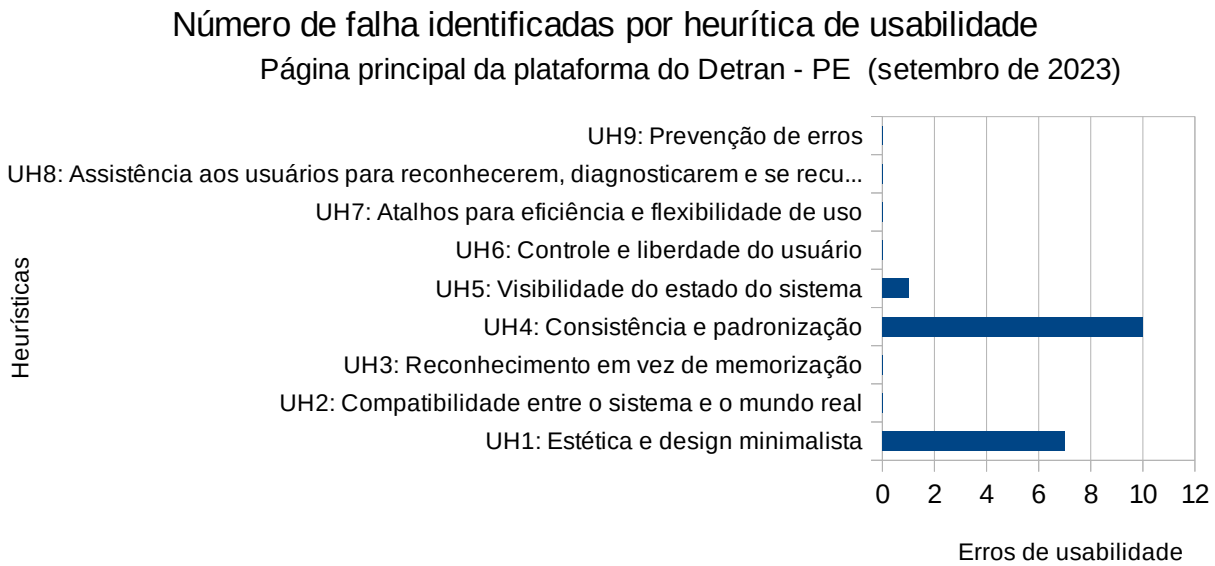 Número de falha identificadas por heurítica de usabilidade
Página principal da plataforma do Detran - PE (setembro de 2023)
UH9: Prevenção de erros
UH8: Assistência aos usuários para reconhecerem, diagnosticarem e se recu...
UH7: Atalhos para eficiência e flexibilidade de uso
UH6: Controle e liberdade do usuário
UH5: Visibilidade do estado do sistema
UH4: Consistência e padronização
UH3: Reconhecimento em vez de memorização
UH2: Compatibilidade entre o sistema e o mundo real
UH1: Estética e design minimalista
Heurísticas
0 2 4 6 8 10 12
Erros de usabilidade